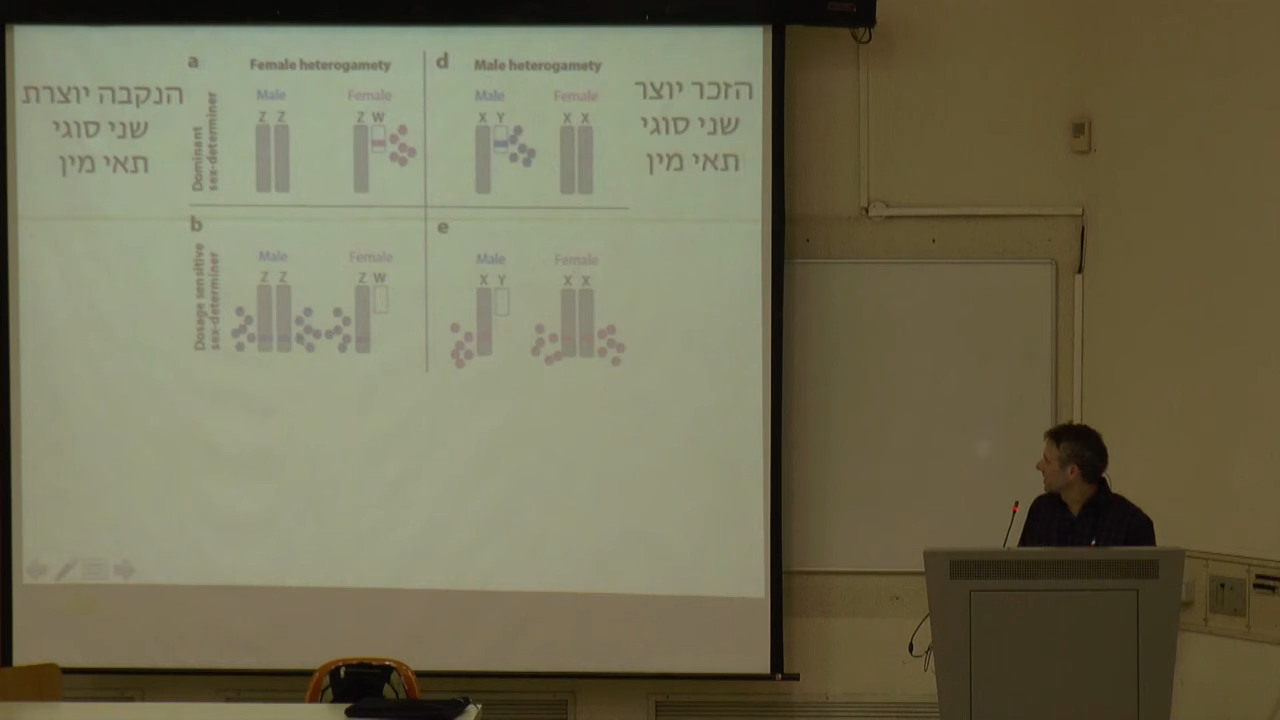 הנקבה יוצרת
שני סוגי
תאי מין
a
Female heterogamety
Dominant
sex-determiner
Male
Female
Z Z
Z W
d
Male heterogamety
Male
Female
X Y
X X
הזכר יוצר
שני סוגי
תאי מין
b
Dosage sensitive
sex-determiner
Male
Female
Z Z
Z W
e
Male
Female
X Y
X X